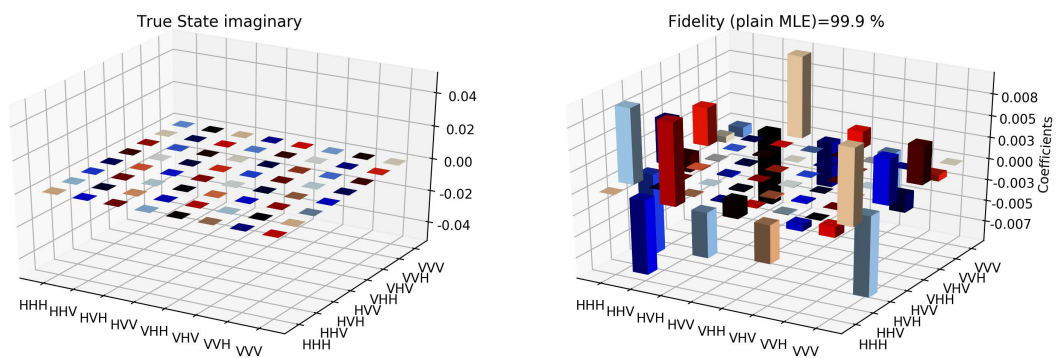 True State imaginary
0.04
0.02
0.00
-0.02
-0.04
HHH
HHV
HVH
HVV
VHH
VHV
VVH
VVV
HHH
HHV
HVH
HVV
VHH
VHV
VVH
VVV
Fidelity (plain MLE)=99.9 %
0.008
0.005
0.003
0.000
-0.003
-0.005
-0.007
Coefficients
HHH
HHV
HVH
HVV
VHH
VHV
VVH
VVV
HHH
HHV
HVH
HVV
VHH
VHV
VVH
VVV